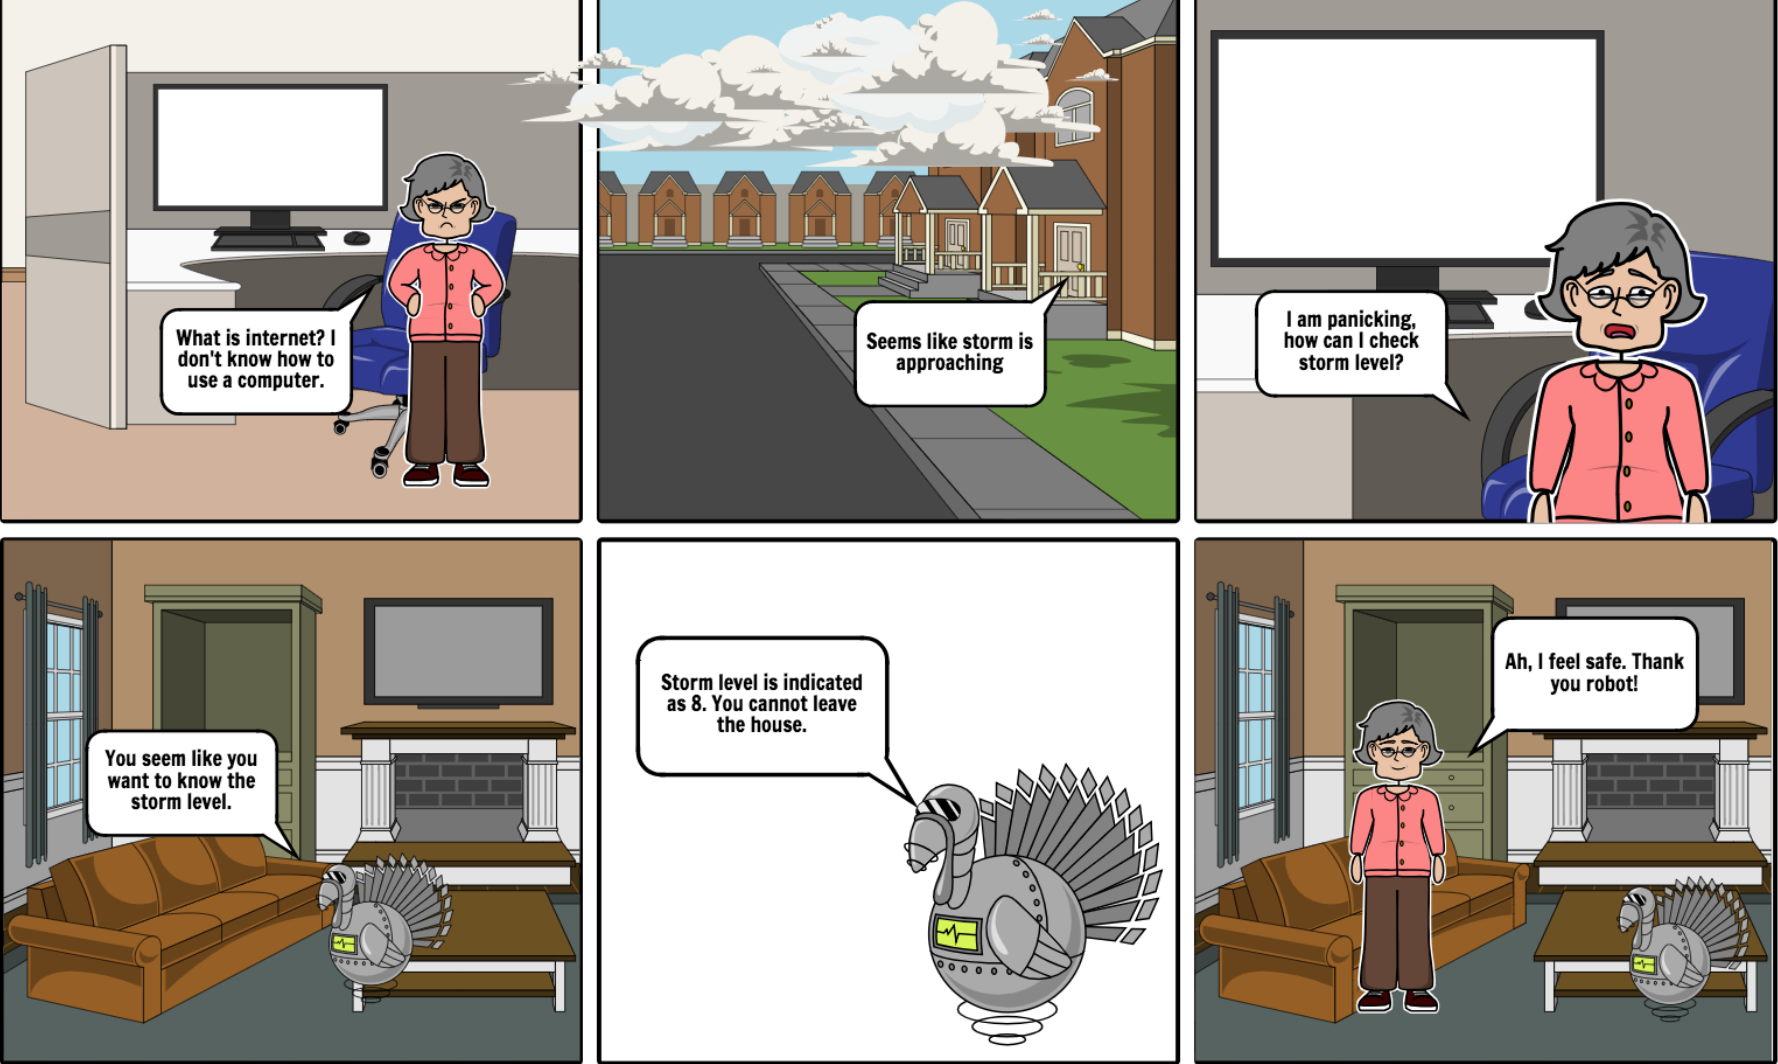 What is internet? I
don't know how to
use a computer.
Seems like storm is
approaching
I am panicking,
how can I check
storm level?
You seem like you
want to know the
storm level.
Storm level is indicated
as 8. You cannot leave
the house.
Ah, I feel safe. Thank
you robot!